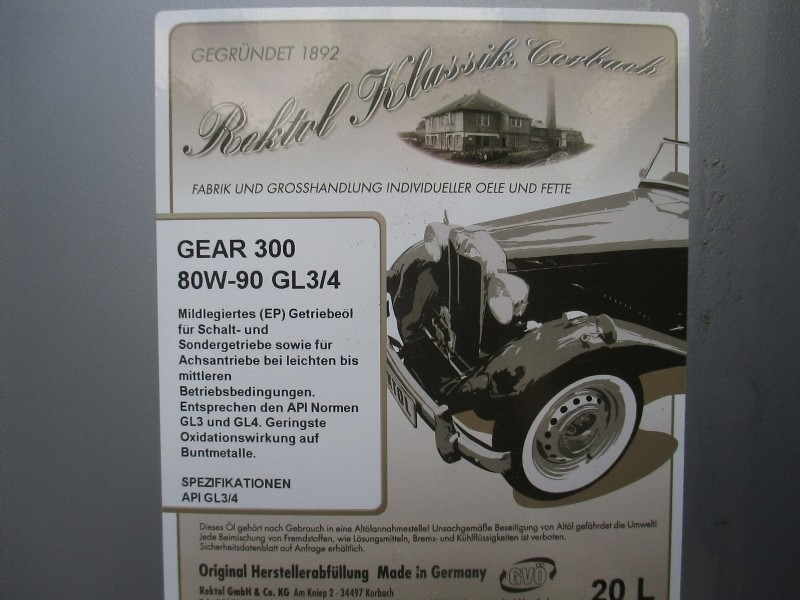 GEGRÜNDET 1892
Rektol Klassik, Corbach
FABRIK UND GROSSHANDLUNG INDIVIDUELLER OELE UND FETTE
GEAR 300
80W-90 GL3/4
Mildlegiertes (EP) Getriebeöl
für Schalt- und
Sondergetriebe sowie für
Achsantriebe bei leichten bis
mittleren
Betriebsbedingungen.
Entsprechen den API Normen
GL3 und GL4. Geringste
Oxidationswirkung auf
Buntmetalle.
SPEZIFIKATIONEN
API GL3/4
KTOL
Dieses Öl gehört nach Gebrauch in eine Altölannahmestelle! Unsachgemäße Beseitigung von Altöl gefährdet die Umwelt!
Jede Beimischung von Fremdstoffen, wie Lösungsmitteln, Brems- und Kühlflüssigkeiten ist verboten.
Sicherheitsdatenblatt auf Anfrage erhältlich.
Original Herstellerabfüllung Made in Germany
GVÖ
Rektol GmbH & Co. KG Am Kniep 2 · 34497 Korbach
20 L